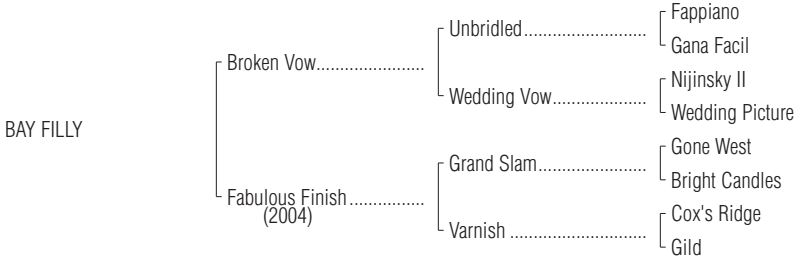 Fappiano
Unbridled..........................
Gana Facil
Broken Vow.......................
Nijinsky II
Wedding Vow....................
Wedding Picture
BAY FILLY
Gone West
Grand Slam.......................
Bright Candles
Fabulous Finish................
(2004)
Cox's Ridge
Varnish .............................
Gild